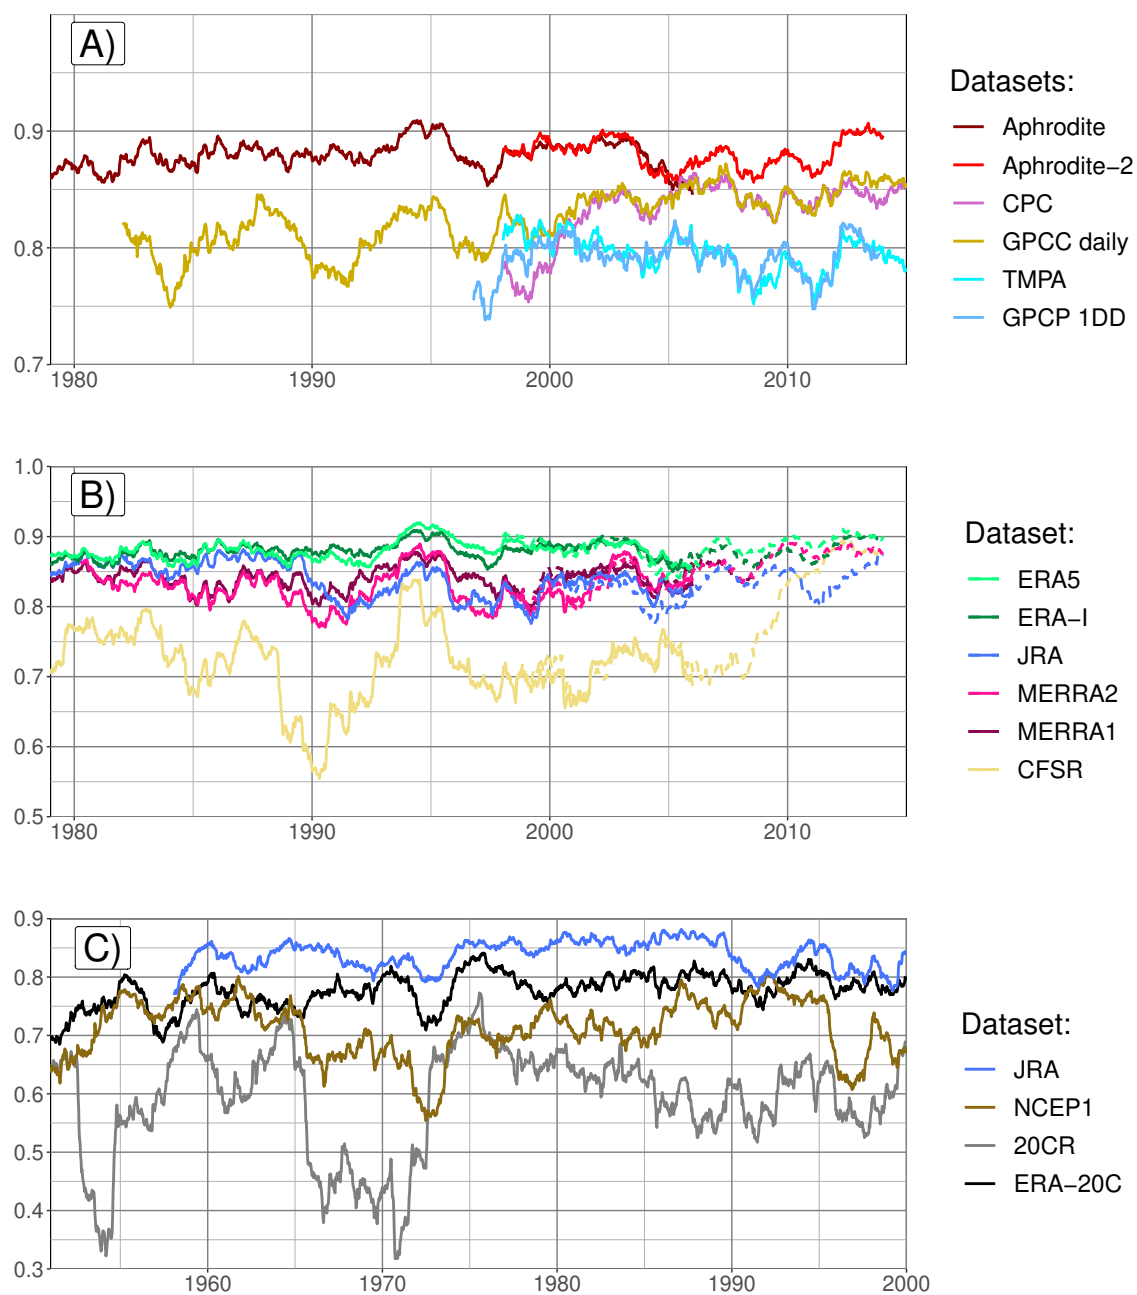 A)
0.9
0.8
0.7
1980 1990 2000 2010
Datasets:
Aphrodite
Aphrodite−2
CPC
GPCC daily
TMPA
GPCP 1DD
B)
1.0
0.9
0.8
0.7
0.6
0.5
1980 1990 2000 2010
Dataset:
ERA5
ERA−I
JRA
MERRA2
MERRA1
CFSR
C)
0.9
0.8
0.7
0.6
0.5
0.4
0.3
1960 1970 1980 1990 2000
Dataset:
JRA
NCEP1
20CR
ERA−20C